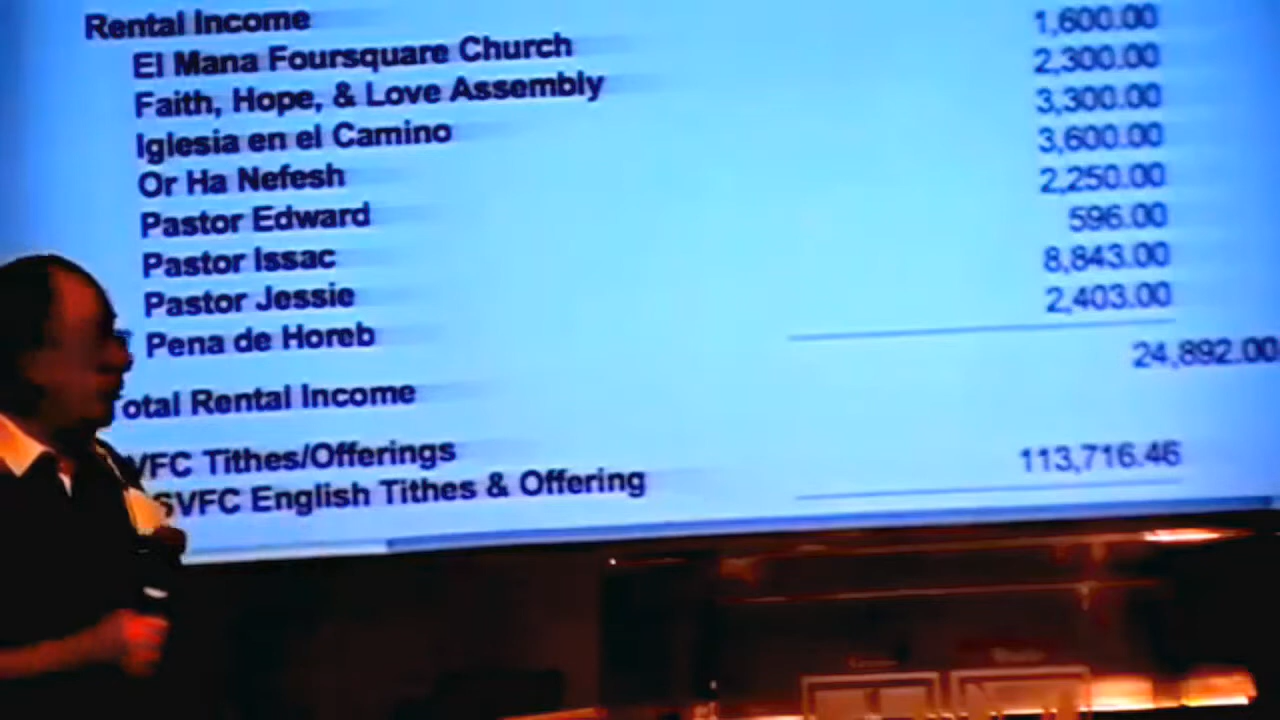 Rental Income
El Mana Foursquare Church 1,600.00
Faith, Hope, & Love Assembly 2,300.00
Iglesia en el Camino 3,300.00
Or Ha Nefesh 3,600.00
Pastor Edward 2,250.00
Pastor Issac 596.00
Pastor Jessie 8,843.00
Pena de Horeb 2,403.00
Total Rental Income 24,892.00
VFC Tithes/Offerings
SVFC English Tithes & Offering 113,716.46